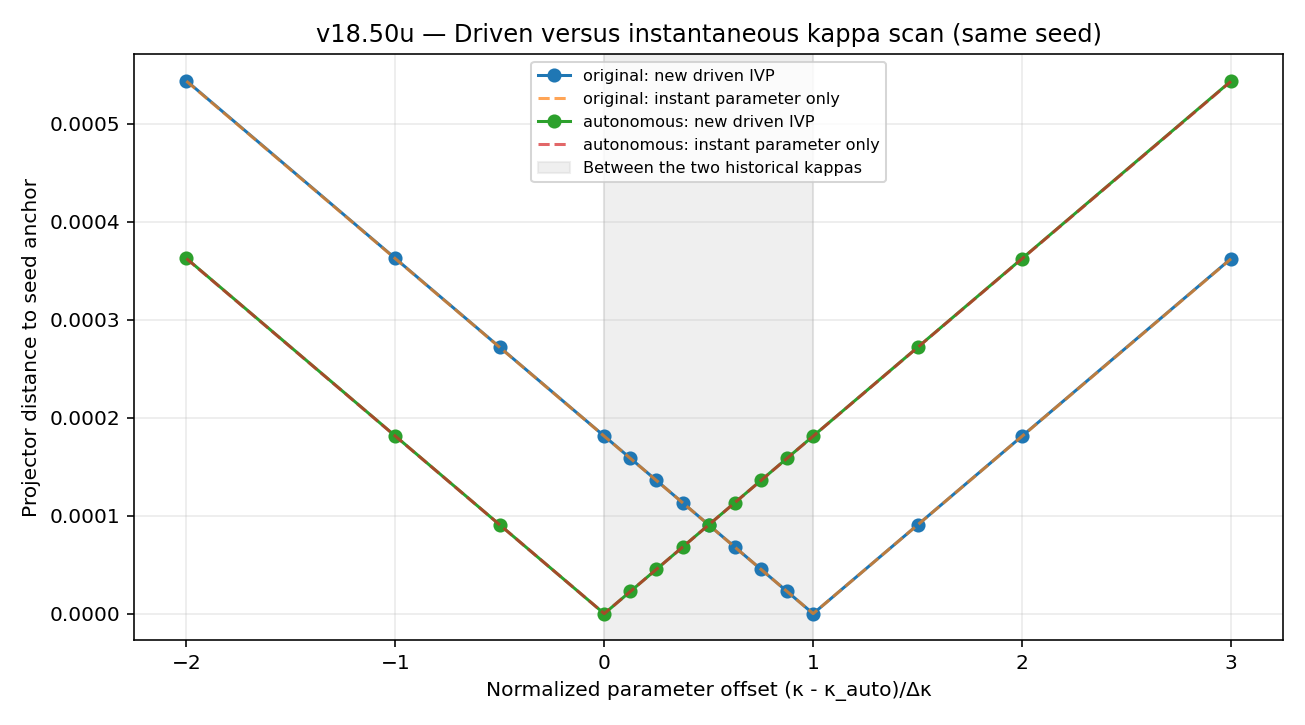 v18.50u — Driven versus instantaneous kappa scan (same seed)
original: new driven IVP
original: instant parameter only
autonomous: new driven IVP
autonomous: instant parameter only
Between the two historical kappas
Projector distance to seed anchor
0.0005
0.0004
0.0003
0.0002
0.0001
0.0000
−2
−1
0
1
2
3
Normalized parameter offset (κ - κ_auto)/Δκ